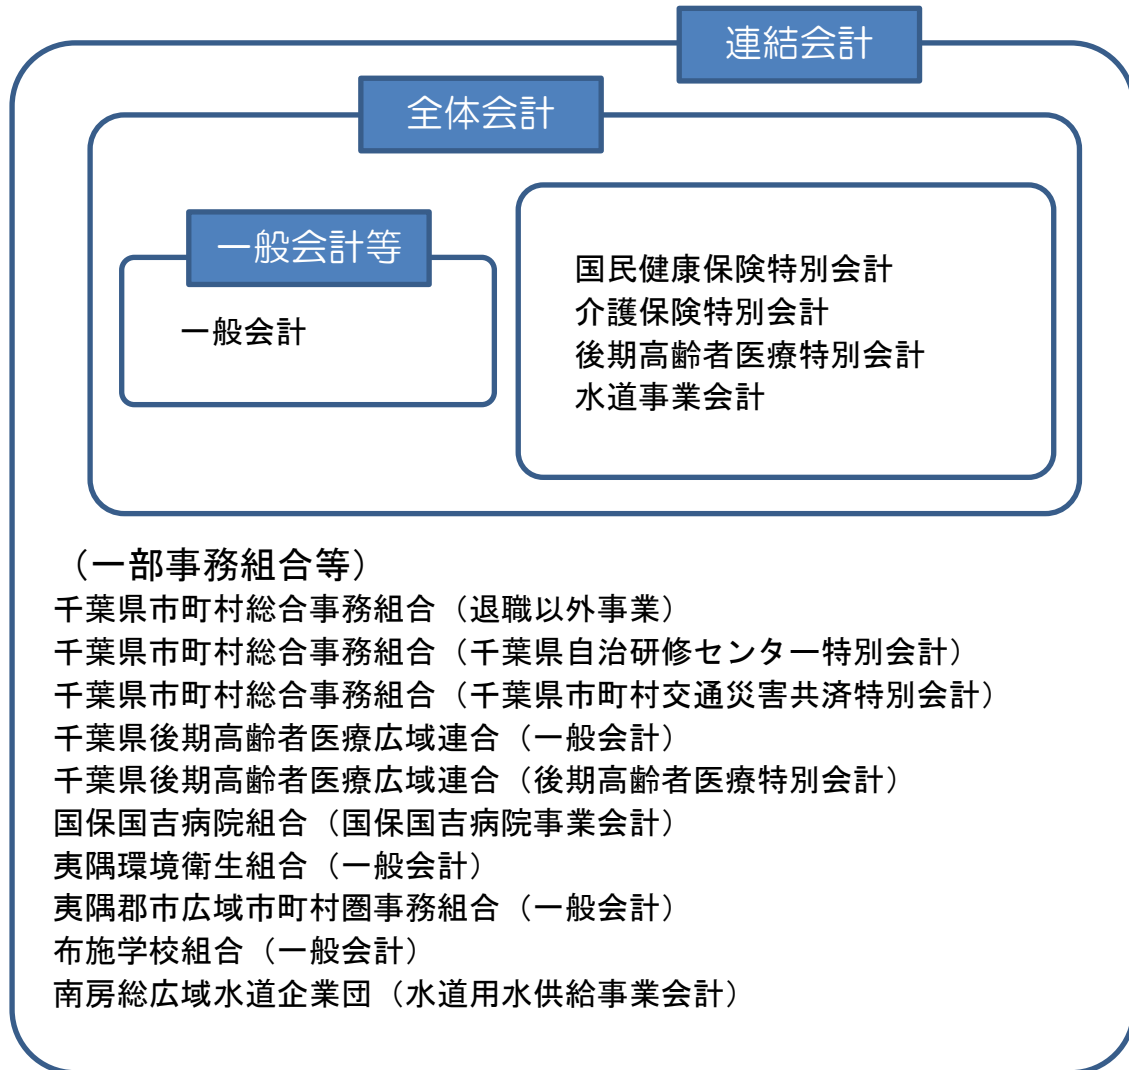 連結会計
全体会計
一般会計等
一般会計
国民健康保険特別会計
介護保険特別会計
後期高齢者医療特別会計
水道事業会計
（一部事務組合等）
千葉県市町村総合事務組合（退職以外事業）
千葉県市町村総合事務組合（千葉県自治研修センター特別会計）
千葉県市町村総合事務組合（千葉県市町村交通災害共済特別会計）
千葉県後期高齢者医療広域連合（一般会計）
千葉県後期高齢者医療広域連合（後期高齢者医療特別会計）
国保国吉病院組合（国保国吉病院事業会計）
夷隅環境衛生組合（一般会計）
夷隅郡市広域市町村圏事務組合（一般会計）
布施学校組合（一般会計）
南房総広域水道企業団（水道用水供給事業会計）